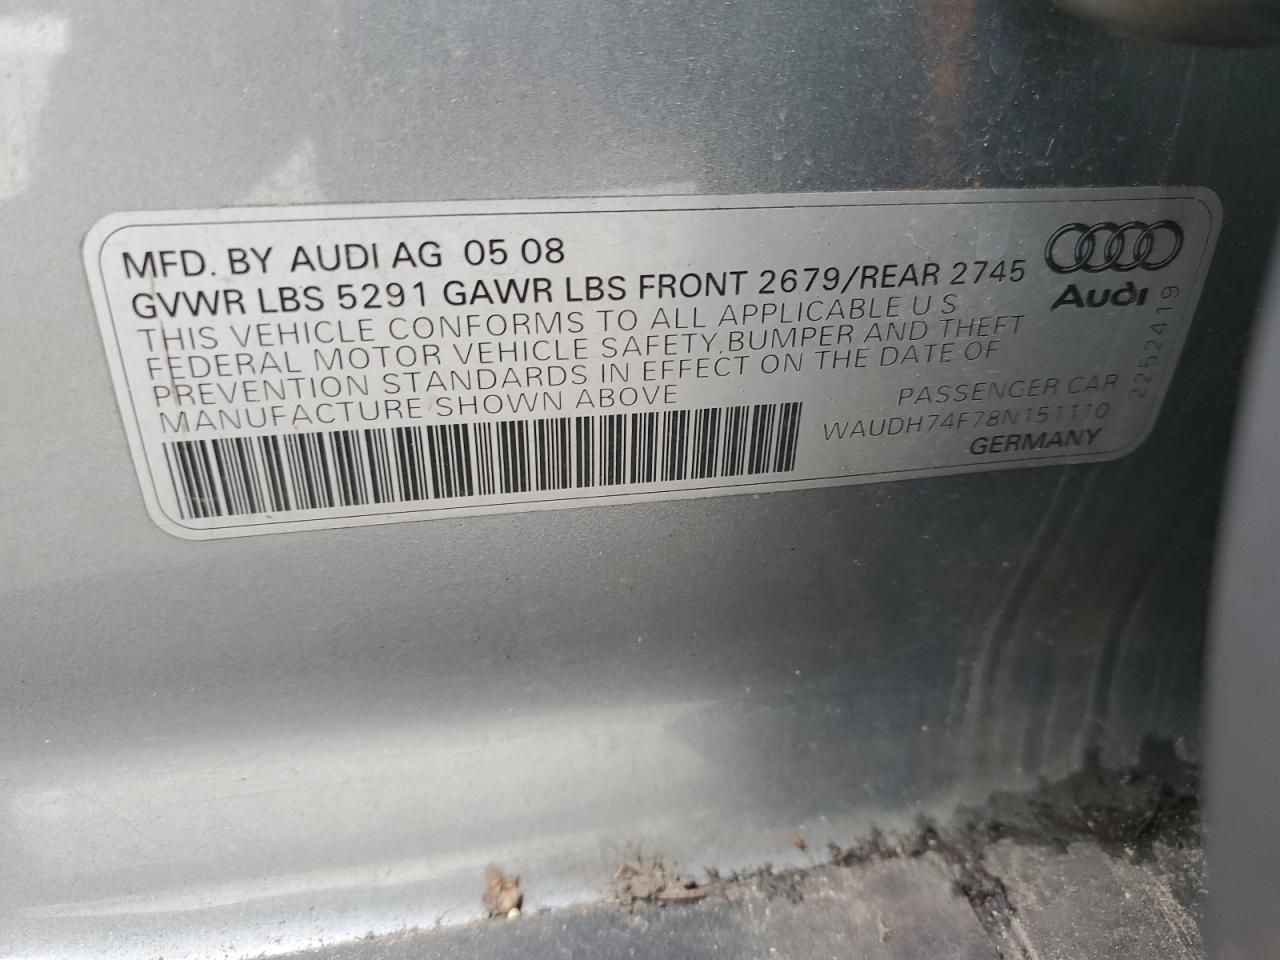 MFD. BY AUDI AG 05 08
GVWR LBS 5291 GAWR LBS FRONT 2679/REAR 2745
THIS VEHICLE CONFORMS TO ALL APPLICABLE U S
FEDERAL MOTOR VEHICLE SAFETY, BUMPER AND THEFT
PREVENTION STANDARDS IN EFFECT ON THE DATE OF
MANUFACTURE SHOWN ABOVE
PASSENGER CAR
WAUDH74F78N151110
GERMANY
Audi
2252419